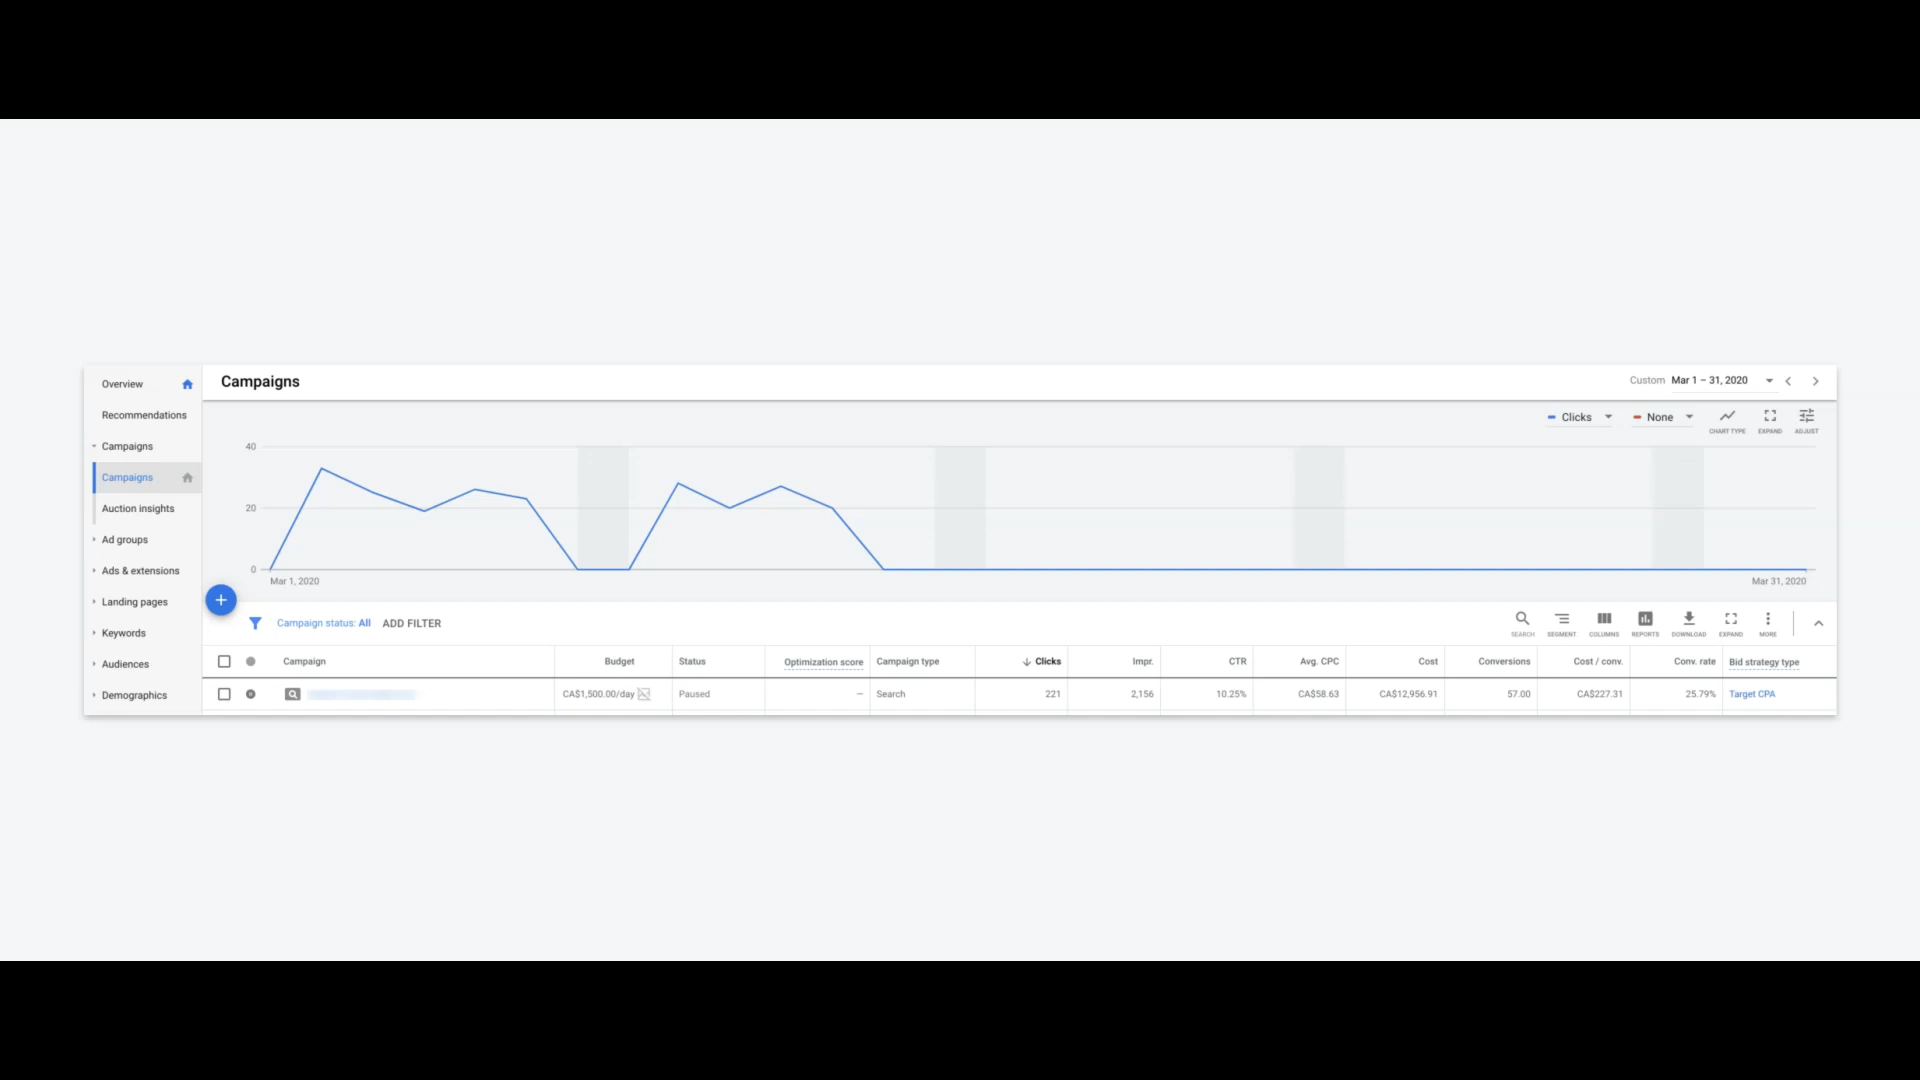 Overview
Recommendations
Campaigns
Campaigns
Auction insights
Ad groups
Ads & extensions
Landing pages
Keywords
Audiences
Demographics
Campaigns
Custom Mar 1 – 31, 2020
Clicks None CHART TYPE EXPAND ADJUST
40
20
0
Mar 1, 2020 Mar 31, 2020
Campaign status: All ADD FILTER
SEARCH SEGMENT COLUMNS REPORTS DOWNLOAD EXPAND MORE
Campaign Budget Status Optimization score Campaign type Clicks Impr. CTR Avg. CPC Cost Conversions Cost / conv. Conv. rate Bid strategy type
CA$1,500.00/day Paused – Search 221 2,156 10.25% CA$58.63 CA$12,956.91 57.00 CA$227.31 25.79% Target CPA